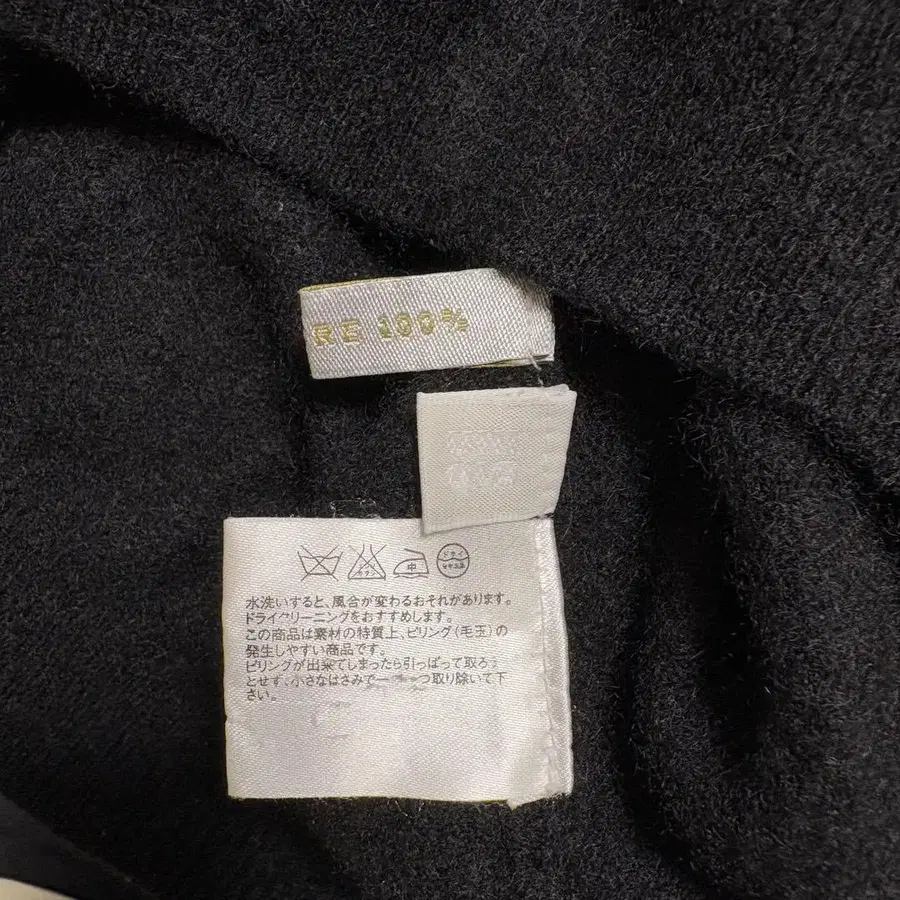 RE 100%
中
ドライ
水洗いすると、風合が変わるおそれがあります。
ドライクリーニングをおすすめします。
この商品は素材の特質上、ピリング(毛玉)の
発生しやすい商品です。
ピリングが出来てしまったら引っぱって取ろう
とせず、小さなはさみで一つ取り除いて下
さい。